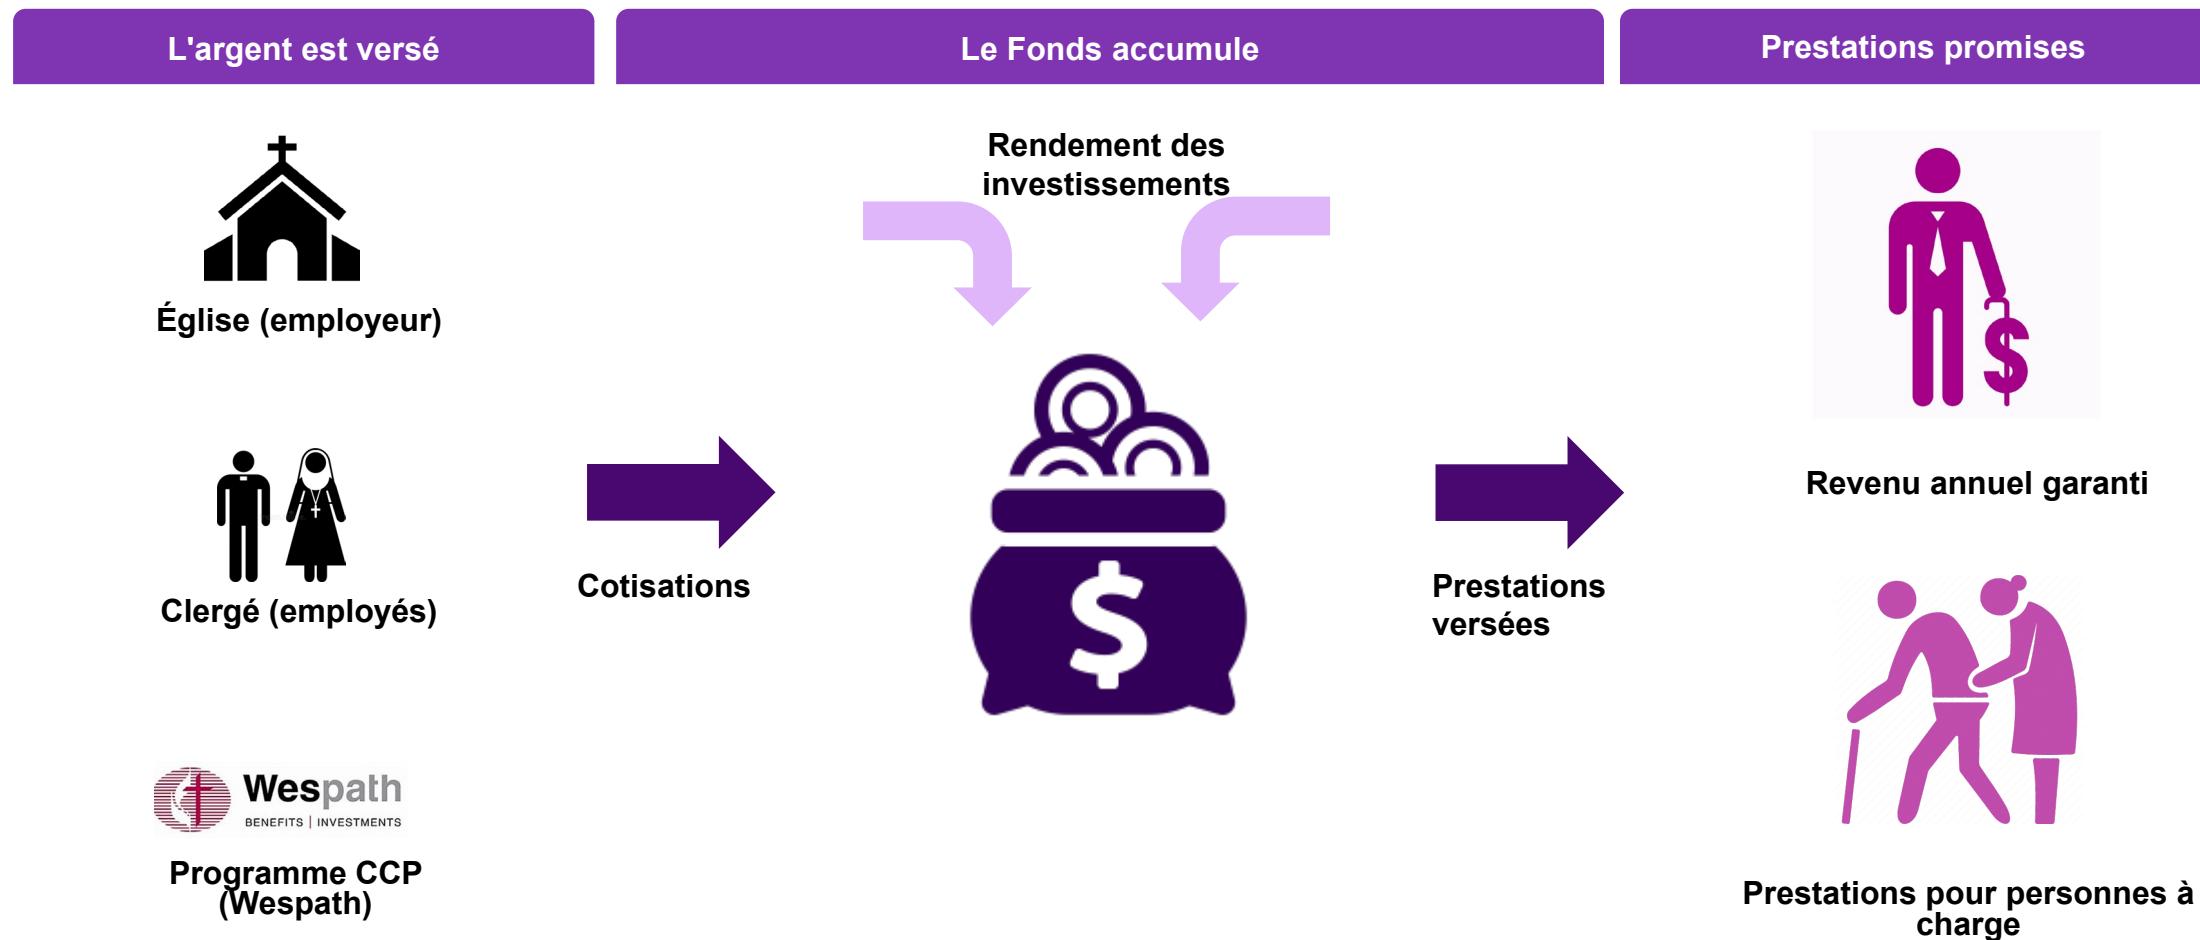 L'argent est versé
Le Fonds accumule
Prestations promises
Église (employeur)
Clergé (employés)
Wespath
BENEFITS | INVESTMENTS
Programme CCP
(Wespath)
Cotisations
Rendement des
investissements
$
Prestations
versées
$
Revenu annuel garanti
Prestations pour personnes à
charge